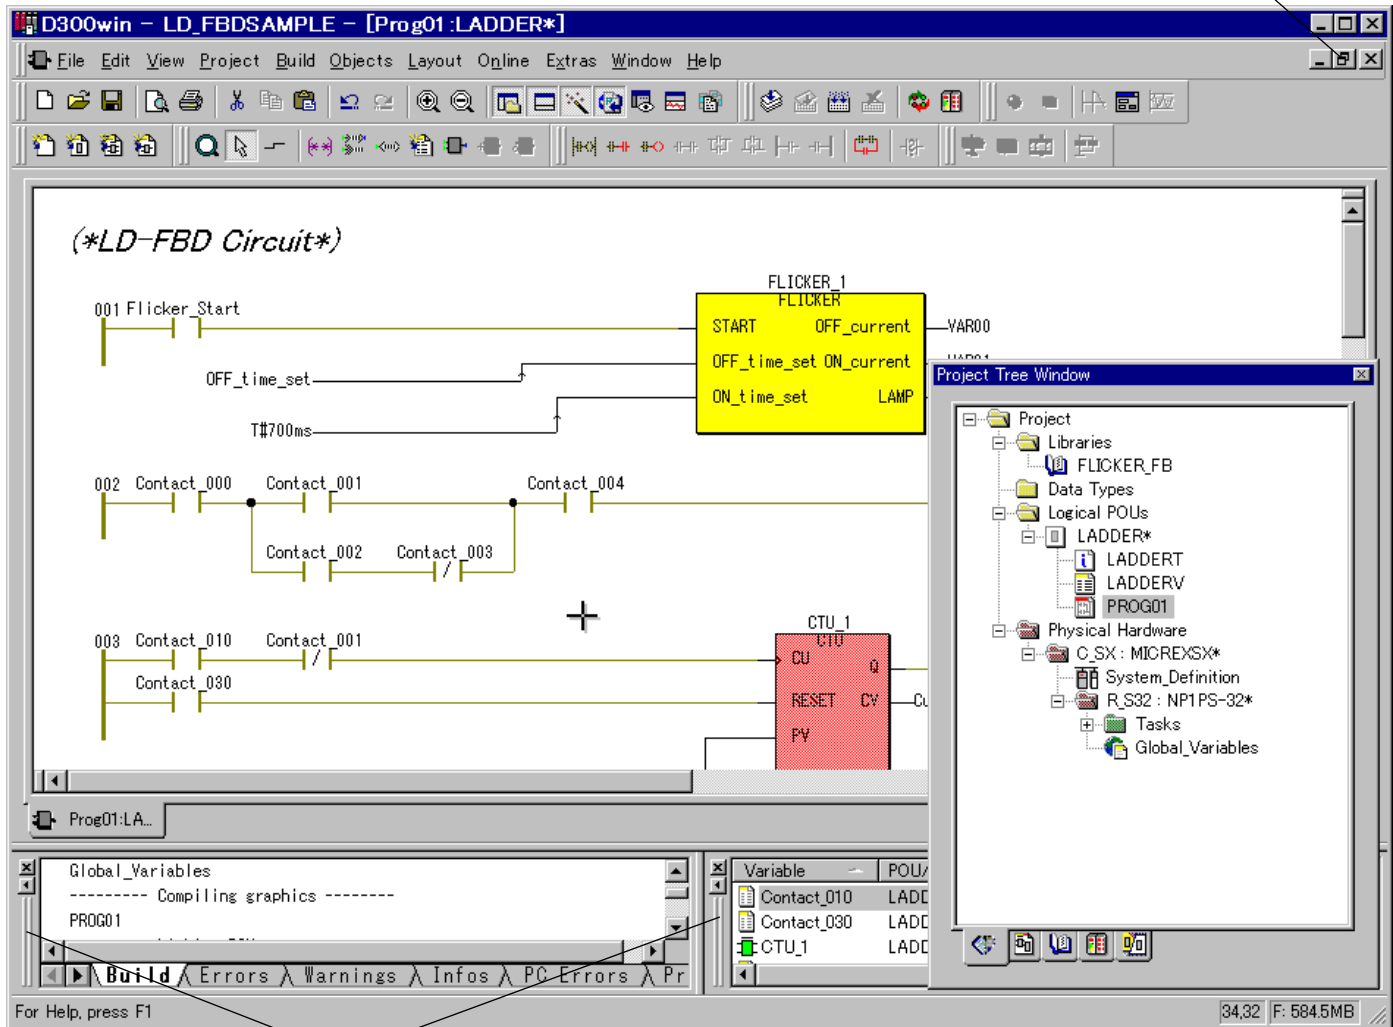 D300win - LD_FBDSAMPLE - [Prog01:LADDER*]
File Edit View Project Build Objects Layout Online Extras Window Help
(*LD-FBD Circuit*)
FLICKER_1
FLICKER
001 Flicker_Start
START OFF_current VAR00
OFF_time_set ON_current
OFF_time_set
ON_time_set LAMP
T#700ms
002 Contact_000 Contact_001 Contact_004
Contact_002 Contact_003
CTU_1
CTU
003 Contact_010 Contact_001
CU Q
Contact_030
RESET CV Cu
PV
Prog01:LA...
Project Tree Window
Project
Libraries
FLICKER_FB
Data Types
Logical POUs
LADDER*
LADDERT
LADDERV
PROG01
Physical Hardware
C_SX : MICREXSX*
System_Definition
R_S32 : NP1PS-32*
Tasks
Global_Variables
Global_Variables
--------- Compiling graphics --------
PROG01
Build Errors Warnings Infos PC Errors Pr
Variable POU/
Contact_010 LADD
Contact_030 LADD
CTU_1 LADD
For Help, press F1
34,32 F: 584.5MB